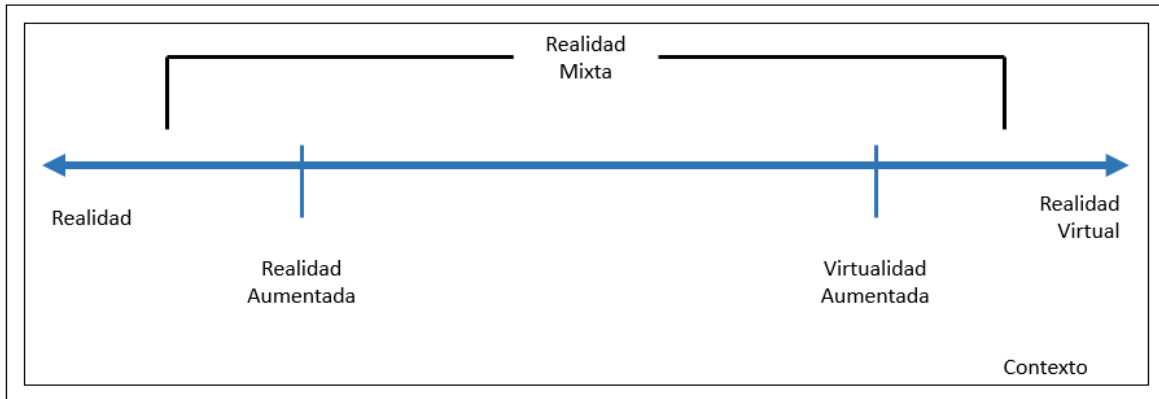 Realidad
Mixta
Realidad
Realidad
Virtual
Realidad
Aumentada
Virtualidad
Aumentada
Contexto